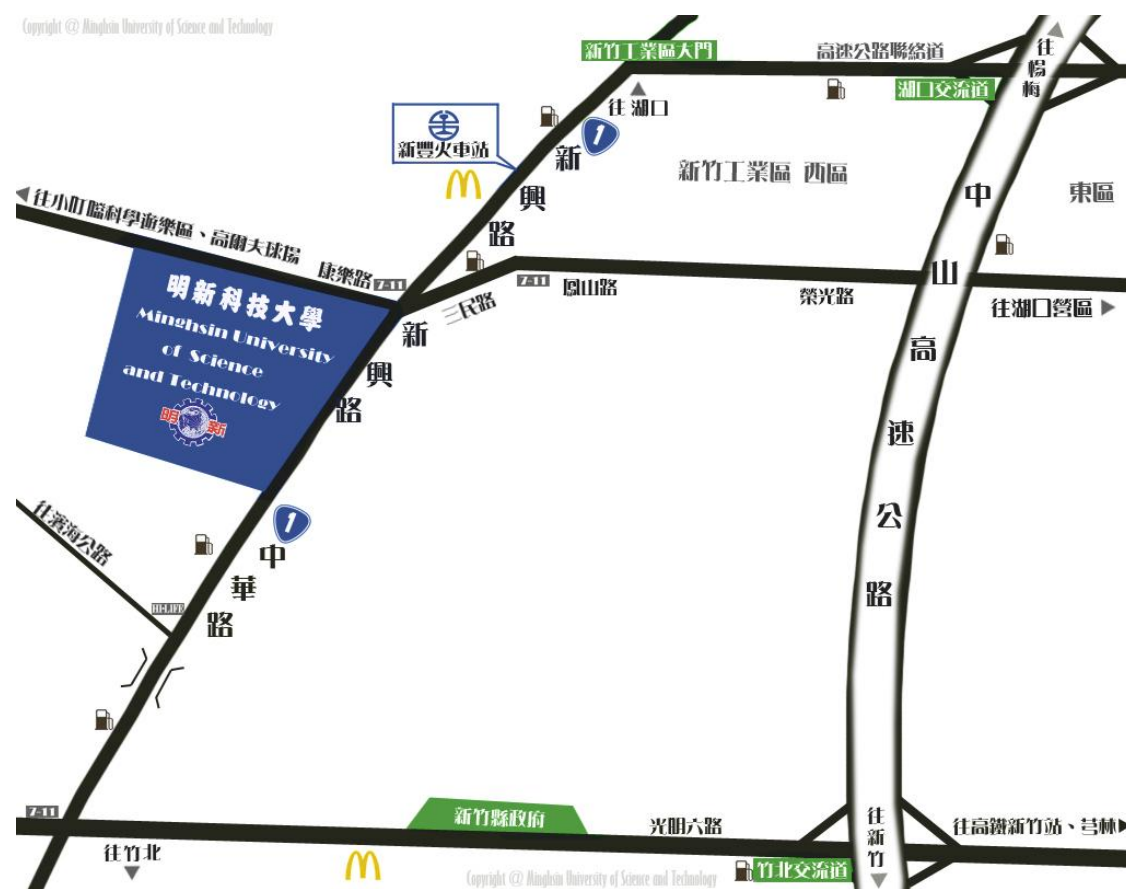 Copyright @ Minghsin University of Science and Technology
新竹工業區大門
高速公路聯絡道
往楊梅
湖口交流道
往 湖口
1
新豐火車站
新興路
新竹工業區 西區
東區
中山高速公路
往小叮噹科學遊樂區、高爾夫球場
康樂路
7-11
7-11
鳳山路
榮光路
往湖口營區
三民路
明新科技大學
Minghsin University
of Science
and Technology
明新
新興路
1
中華路
往濱海公路
HI-LIFE
7-11
新竹縣政府
光明六路
往新竹
往高鐵新竹站、芎林
往竹北
竹北交流道
Copyright @ Minghsin University of Science and Technology